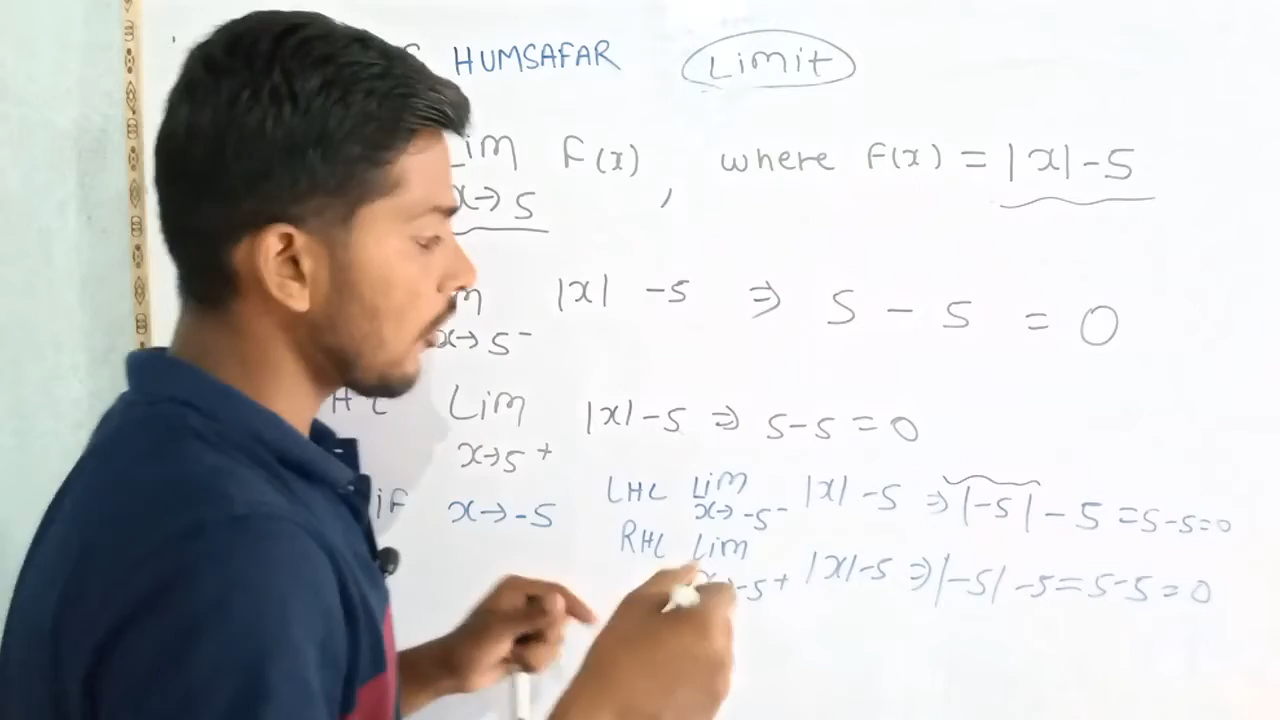 HUMSAFAR Limit
Lim F(x), where F(x) = |x|-5
x→5
|x| -5 ⇒ 5 - 5 = 0
x→5⁻
Lim |x|-5 ⇒ 5-5=0
x→5⁺
if x→-5 LHL Lim |x|-5 ⇒ |-5|-5 =5-5=0
x→-5⁻
RHL Lim |x|-5 ⇒ |-5| -5=5-5=0
-5⁺